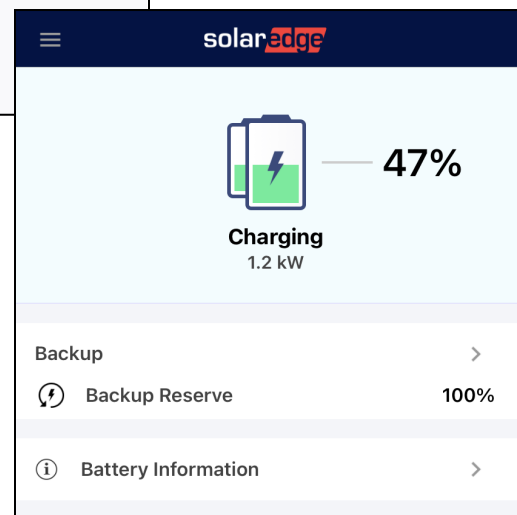 solaredge
47%
Charging
1.2 kW
Backup
Backup Reserve 100%
Battery Information